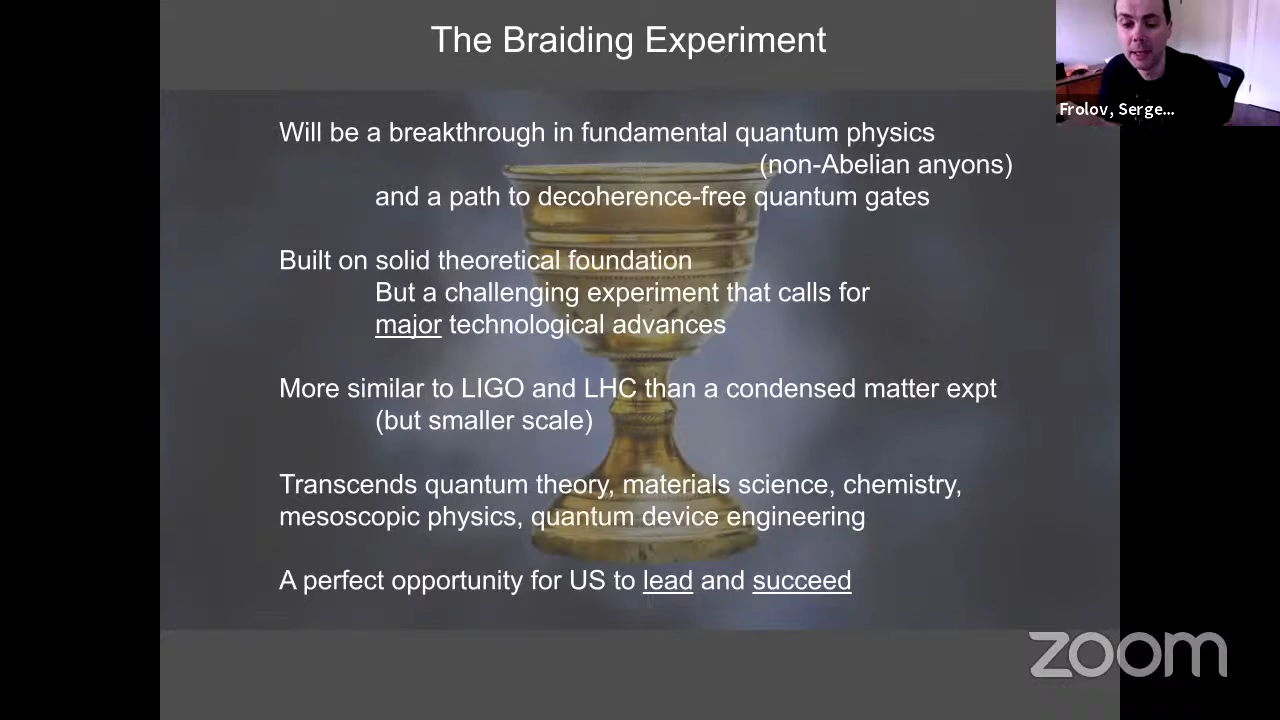 The Braiding Experiment
Frolov, Serge...
Will be a breakthrough in fundamental quantum physics
(non-Abelian anyons)
and a path to decoherence-free quantum gates
Built on solid theoretical foundation
But a challenging experiment that calls for
major technological advances
More similar to LIGO and LHC than a condensed matter expt
(but smaller scale)
Transcends quantum theory, materials science, chemistry,
mesoscopic physics, quantum device engineering
A perfect opportunity for US to lead and succeed
zoom